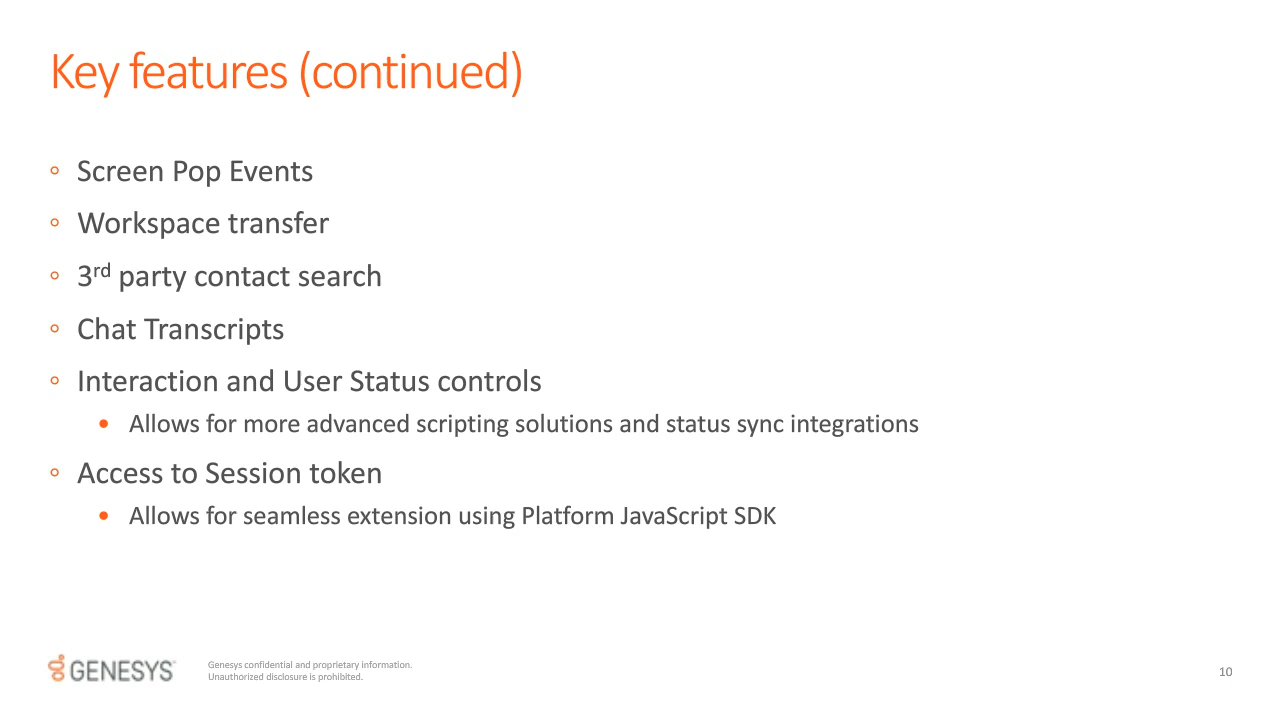 Key features (continued)
◦ Screen Pop Events
◦ Workspace transfer
◦ 3rd party contact search
◦ Chat Transcripts
◦ Interaction and User Status controls
• Allows for more advanced scripting solutions and status sync integrations
◦ Access to Session token
• Allows for seamless extension using Platform JavaScript SDK
GENESYS™
Genesys confidential and proprietary information.
Unauthorized disclosure is prohibited.
10